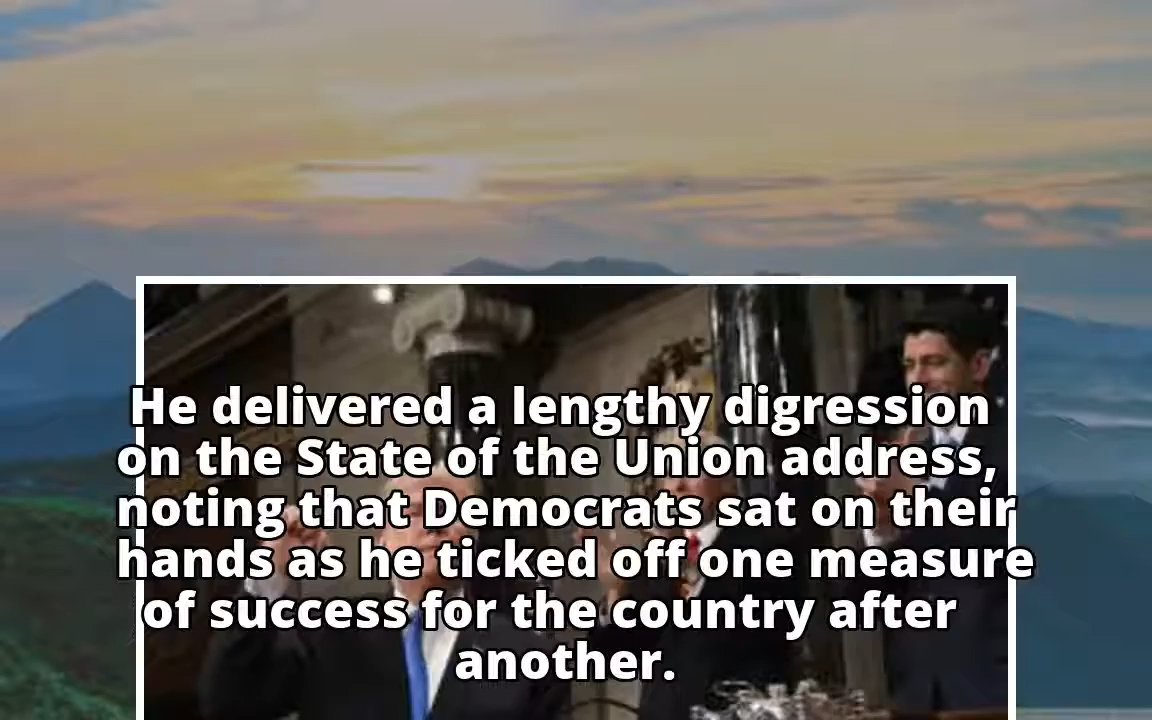 He delivered a lengthy digression
on the State of the Union address,
noting that Democrats sat on their
hands as he ticked off one measure
of success for the country after
another.